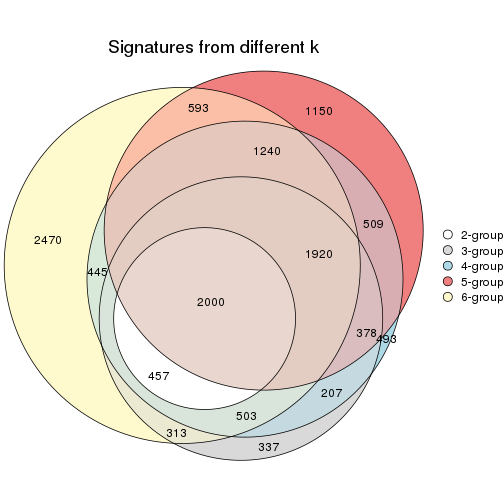 Signatures from different k
593
1150
1240
509
2470
1920
445
2000
378
493
457
207
503
313
337
2-group
3-group
4-group
5-group
6-group